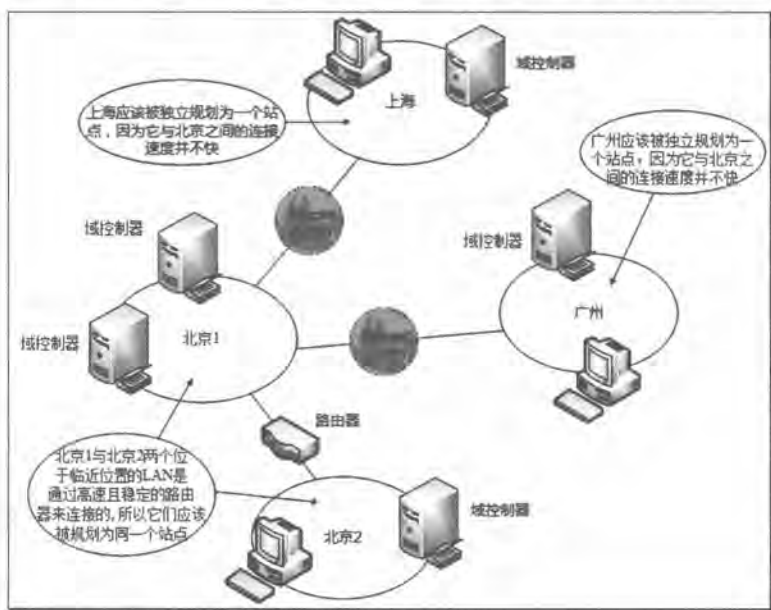 域控制器
上海
上海应该被独立规划为一个站
点，因为它与北京之间的连接
速度并不快
广州应该被独立规划为一
个站点，因为它与北京之
间的连接速度并不快
域控制器
域控制器
广州
北京1
域控制器
路由器
北京1与北京2两个位
于临近位置的LAN是
通过高速且稳定的路由
器来连接的,所以它们应该
被规划为同一个站点
北京2
域控制器